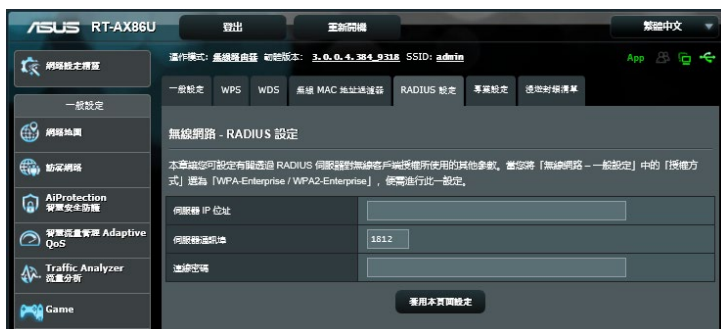 ASUS RT-AX86U
登出
重新開機
繁體中文
操作模式: 無線路由器 韌體版本: 3.0.0.4.384_9318 SSID: admin
App
網路設定精靈
一般設定 WPS WDS 無線 MAC 地址過濾器 RADIUS 設定 專業設定 漫遊封鎖清單
一般設定
網路地圖
訪客網路
AiProtection
智慧安全防護
智慧流量管理 Adaptive
QoS
Traffic Analyzer
流量分析
Game
無線網路 - RADIUS 設定
本章讓您可設定有關透過 RADIUS 伺服器對無線客戶端授權所使用的其他參數。當您將「無線網路 – 一般設定」中的「授權方
式」選為「WPA-Enterprise / WPA2-Enterprise」, 便需進行此一設定。
伺服器 IP 位址
伺服器通訊埠
1812
連線密碼
套用本頁面設定